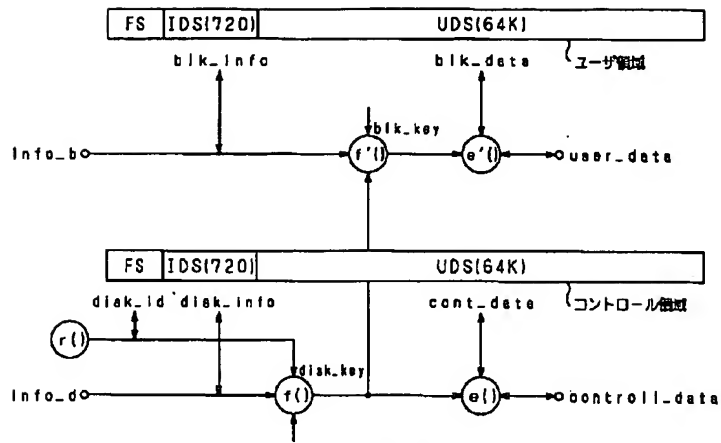 FS IDS(720) UDS(64K)
ユーザ領域
blk_info blk_data
blk_key
info_b f'() e'() user_data
FS IDS(720) UDS(64K)
コントロール領域
disk_id disk_info cont_data
r()
disk_key
info_d f() e() controll_data